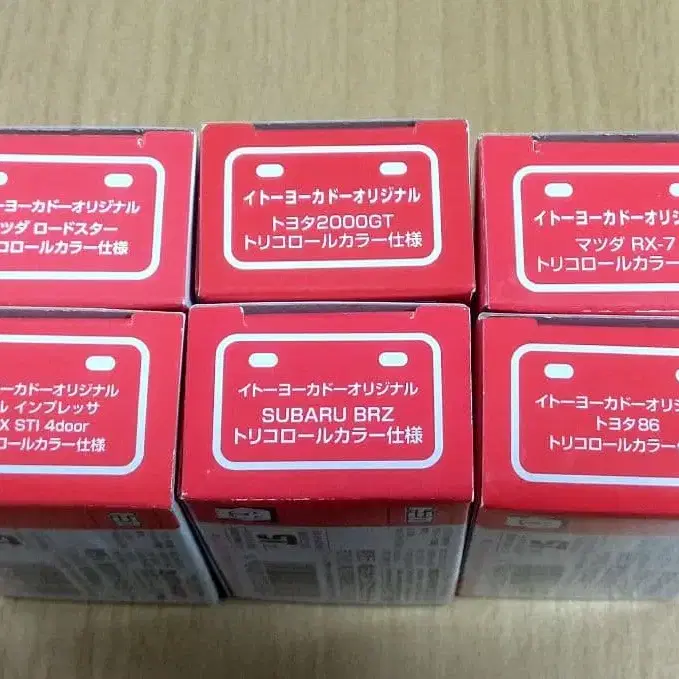 ーヨーカドーオリジナル
ツダ ロードスター
コロールカラー仕様
イトーヨーカドーオリジナル
トヨタ2000GT
トリコロールカラー仕様
イトーヨーカドーオリジ
マツダ RX-7
トリコロールカラー
ーヨーカドーオリジナル
ル インプレッサ
X STI 4door
コロールカラー仕様
イトーヨーカドーオリジナル
SUBARU BRZ
トリコロールカラー仕様
イトーヨーカドーオリ
トヨタ86
トリコロールカラー